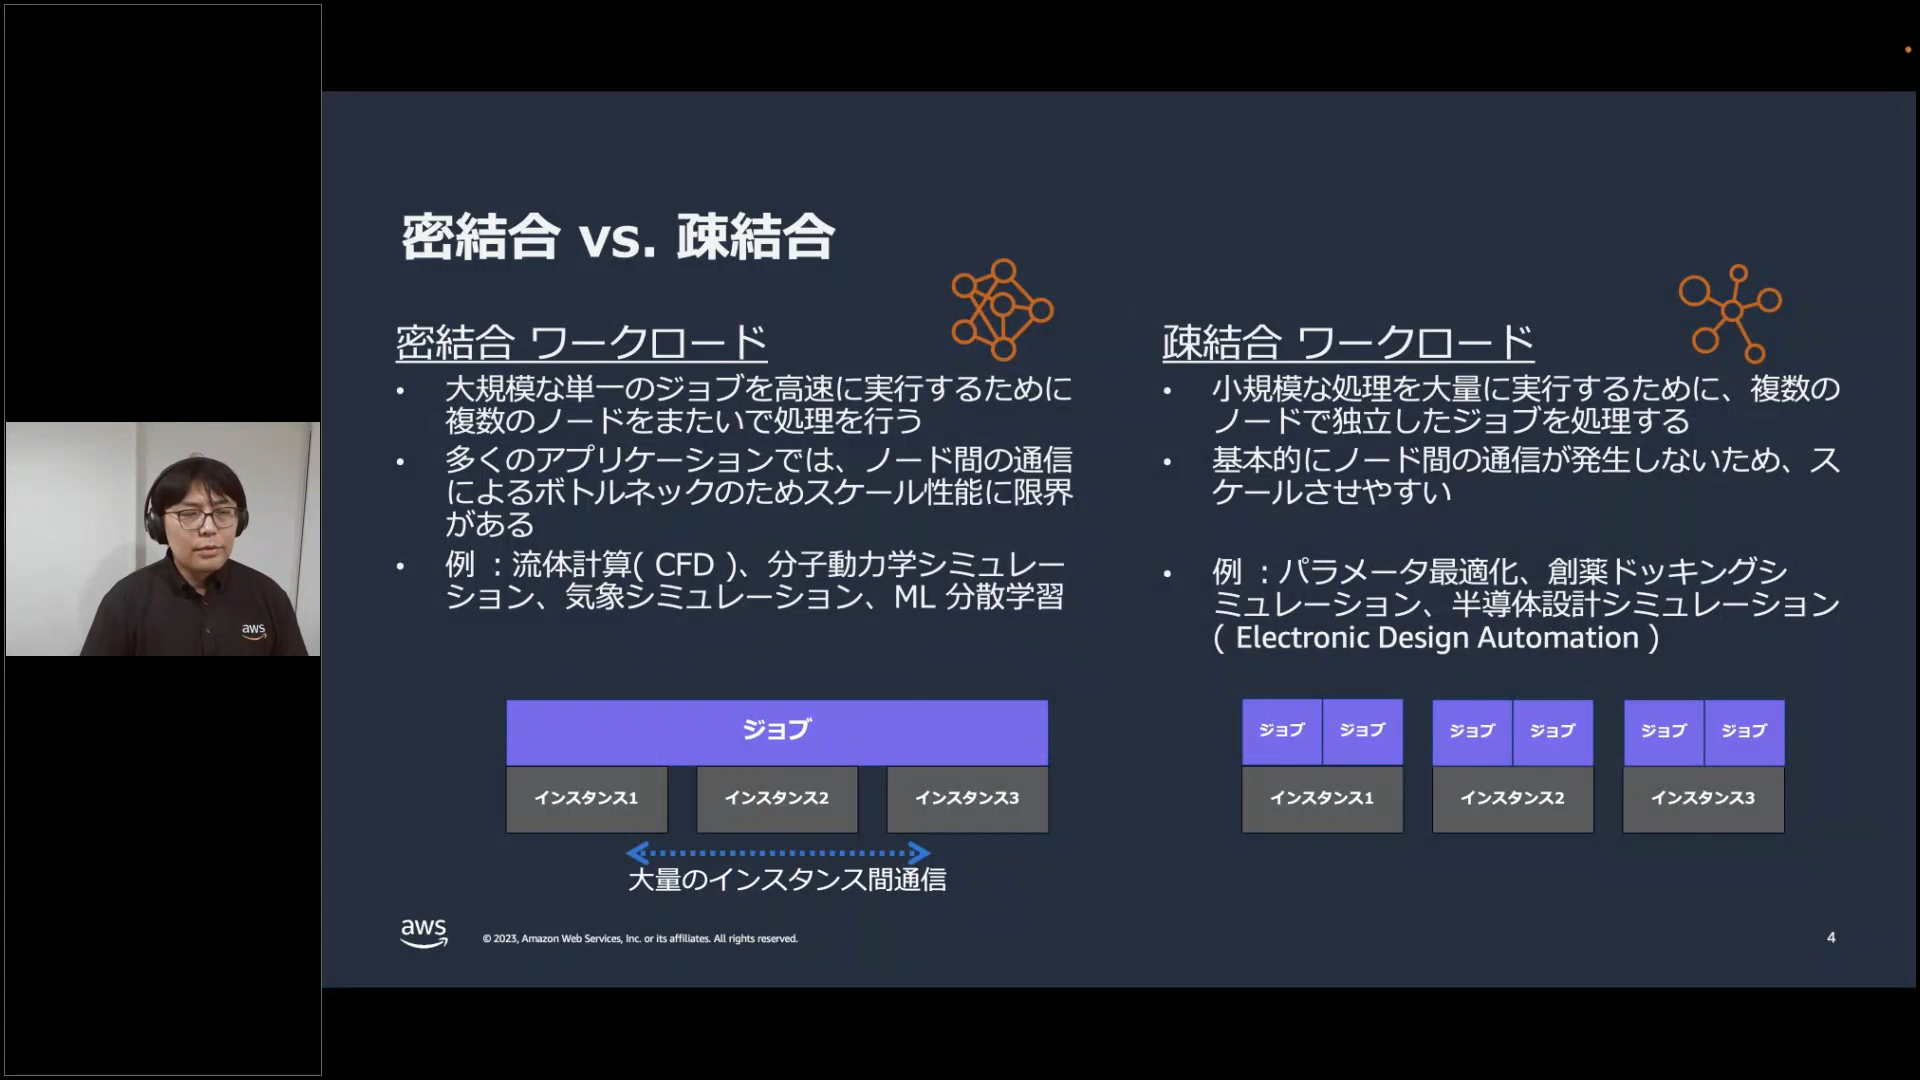 密結合 vs. 疎結合
密結合 ワークロード
• 大規模な単一のジョブを高速に実行するために
複数のノードをまたいで処理を行う
• 多くのアプリケーションでは、ノード間の通信
によるボトルネックのためスケール性能に限界
がある
• 例 ：流体計算( CFD )、分子動力学シミュレー
ション、気象シミュレーション、ML 分散学習
ジョブ
インスタンス1 インスタンス2 インスタンス3
大量のインスタンス間通信
疎結合 ワークロード
• 小規模な処理を大量に実行するために、複数の
ノードで独立したジョブを処理する
• 基本的にノード間の通信が発生しないため、ス
ケールさせやすい
• 例 ：パラメータ最適化、創薬ドッキングシ
ミュレーション、半導体設計シミュレーション
( Electronic Design Automation )
ジョブ ジョブ ジョブ ジョブ ジョブ ジョブ
インスタンス1 インスタンス2 インスタンス3
aws
© 2023, Amazon Web Services, Inc. or its affiliates. All rights reserved.
4
aws